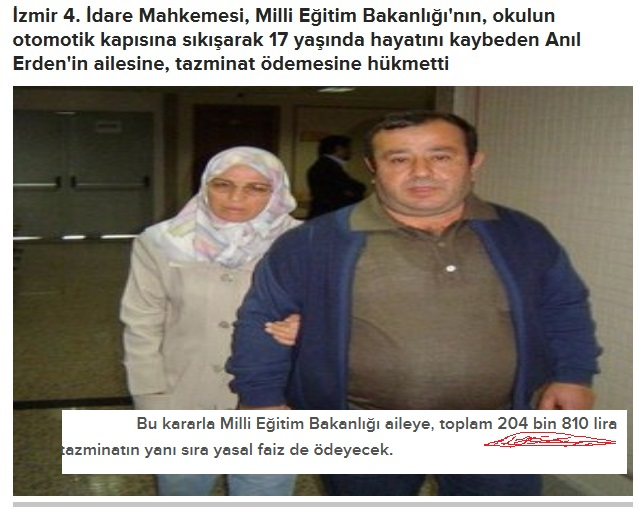 İzmir 4. İdare Mahkemesi, Milli Eğitim Bakanlığı'nın, okulun
otomotik kapısına sıkışarak 17 yaşında hayatını kaybeden Anıl
Erden'in ailesine, tazminat ödemesine hükmetti
Bu kararla Milli Eğitim Bakanlığı aileye, toplam 204 bin 810 lira
tazminatın yanı sıra yasal faiz de ödeyecek.